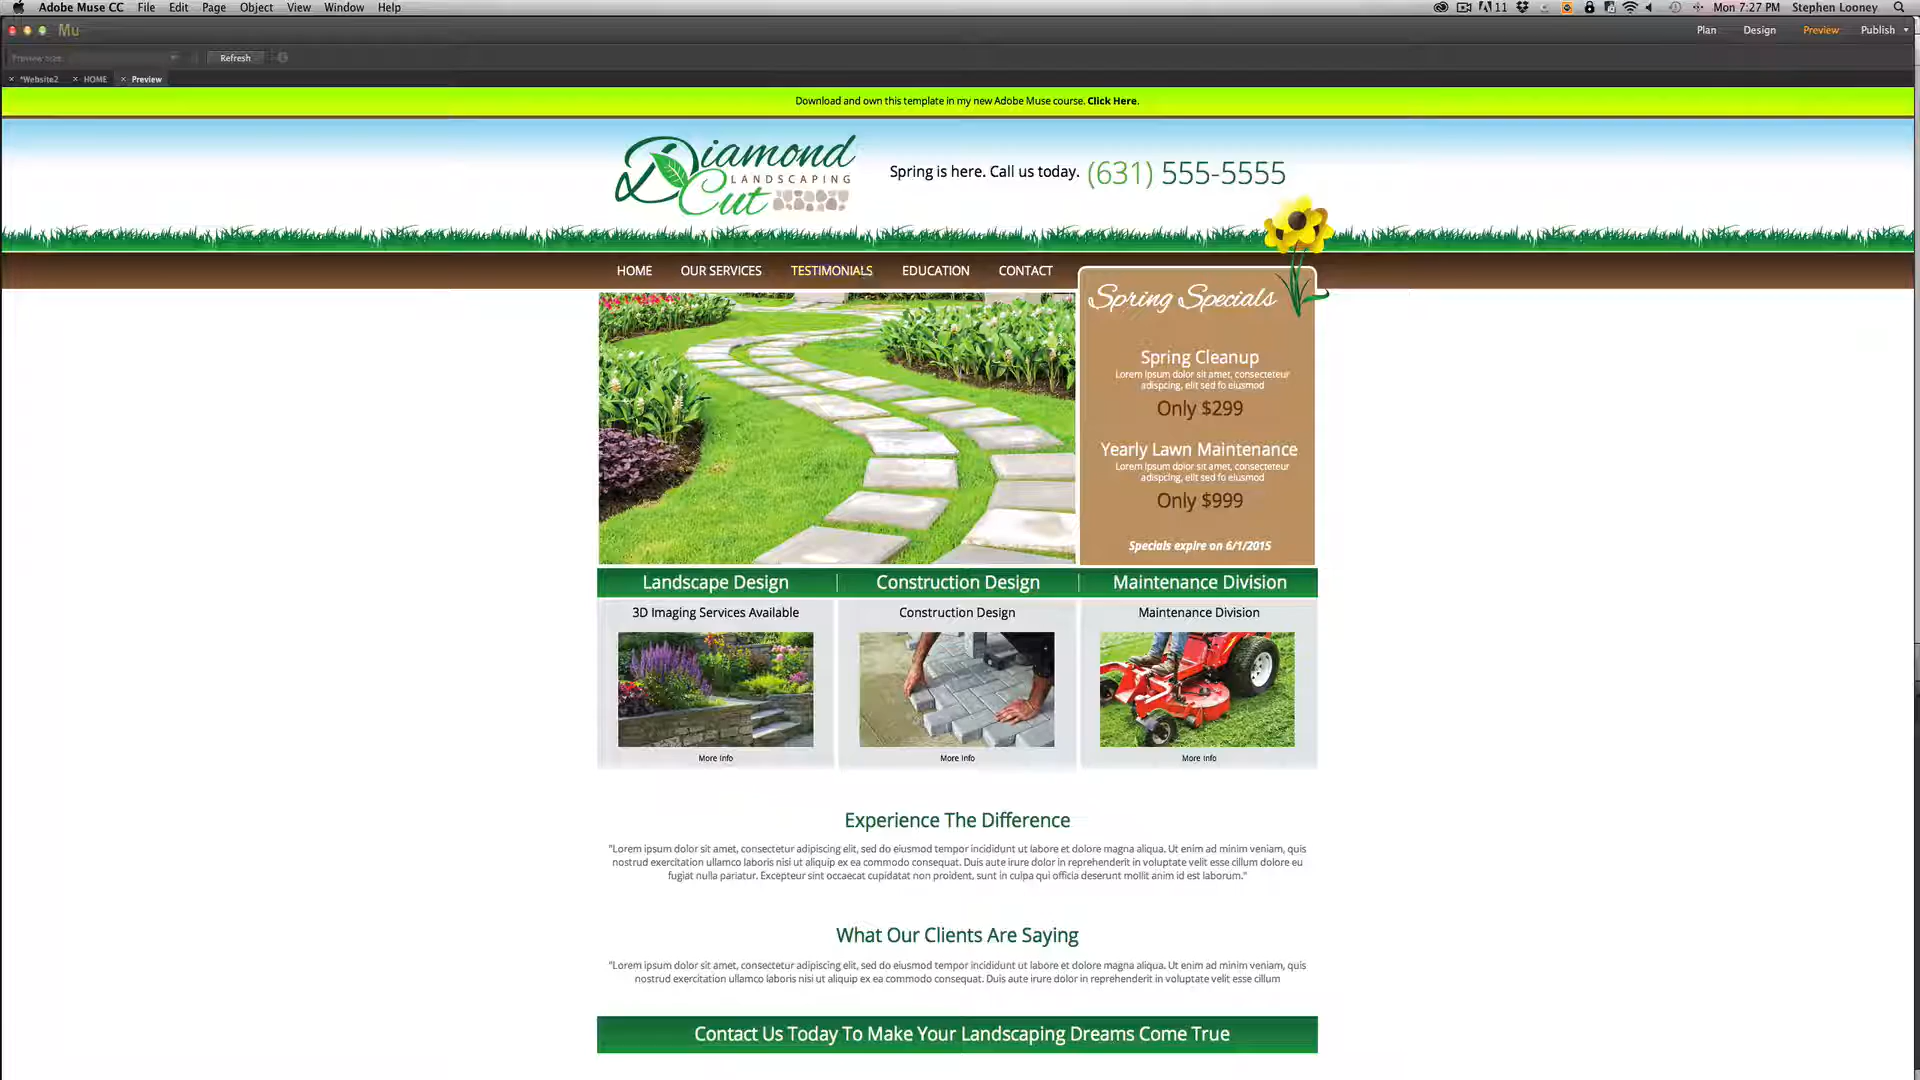 Adobe Muse CC File Edit Page Object View Window Help
11 Mon 7:27 PM Stephen Looney
Mu
Plan Design Preview Publish
Preview Size: Refresh
*Website2 HOME Preview
Download and own this template in my new Adobe Muse course. Click Here.
Diamond
LANDSCAPING
Cut
Spring is here. Call us today. (631) 555-5555
HOME OUR SERVICES TESTIMONIALS EDUCATION CONTACT
Spring Specials
Spring Cleanup
Lorem ipsum dolor sit amet, consecteteur
adispcing, elit sed fo eiusmod
Only $299
Yearly Lawn Maintenance
Lorem ipsum dolor sit amet, consecteteur
adispcing, elit sed fo eiusmod
Only $999
Specials expire on 6/1/2015
Landscape Design Construction Design Maintenance Division
3D Imaging Services Available Construction Design Maintenance Division
More Info More Info More Info
Experience The Difference
"Lorem ipsum dolor sit amet, consectetur adipiscing elit, sed do eiusmod tempor incididunt ut labore et dolore magna aliqua. Ut enim ad minim veniam, quis
nostrud exercitation ullamco laboris nisi ut aliquip ex ea commodo consequat. Duis aute irure dolor in reprehenderit in voluptate velit esse cillum dolore eu
fugiat nulla pariatur. Excepteur sint occaecat cupidatat non proident, sunt in culpa qui officia deserunt mollit anim id est laborum."
What Our Clients Are Saying
"Lorem ipsum dolor sit amet, consectetur adipiscing elit, sed do eiusmod tempor incididunt ut labore et dolore magna aliqua. Ut enim ad minim veniam, quis
nostrud exercitation ullamco laboris nisi ut aliquip ex ea commodo consequat. Duis aute irure dolor in reprehenderit in voluptate velit esse cillum
Contact Us Today To Make Your Landscaping Dreams Come True